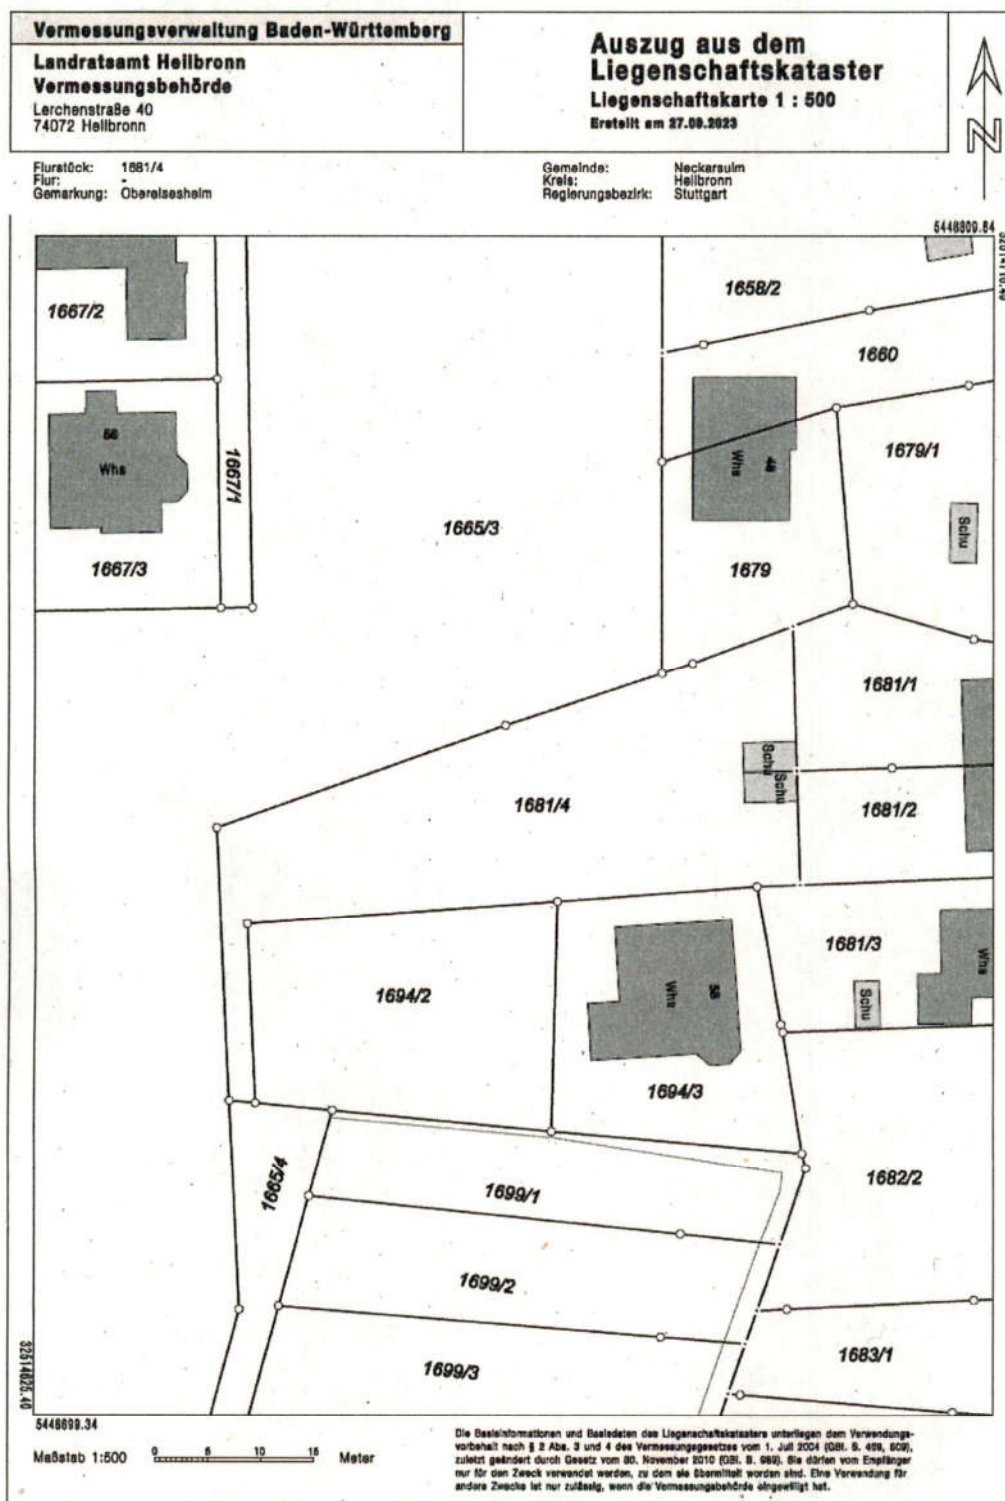 Vermessungsverwaltung Baden-Württemberg
Landratsamt Heilbronn
Vermessungsbehörde
Lerchenstraße 40
74072 Heilbronn
Auszug aus dem
Liegenschaftskataster
Liegenschaftskarte 1 : 500
Erstellt am 27.09.2023
N
Flurstück: 1681/4
Flur: -
Gemarkung: Obereisesheim
Gemeinde: Neckarsulm
Kreis: Heilbronn
Regierungsbezirk: Stuttgart
5448809.84
1658/2
1667/2
1660
56
Whs
1667/1
48
Whs
1679/1
1665/3
Schu
1667/3
1679
1681/1
Schu
Schu
1681/4
1681/2
1681/3
Whs
1694/2
58
Whs
Schu
1694/3
1665/4
1682/2
1699/1
1699/2
1683/1
1699/3
32514625.40
5448699.34
Maßstab 1:500
0 5 10 15 Meter
Die Basisinformationen und Basisdaten des Liegenschaftskatasters unterliegen dem Verwendungs-
vorbehalt nach § 2 Abs. 3 und 4 des Vermessungsgesetzes vom 1. Juli 2004 (GBl. S. 469, 509),
zuletzt geändert durch Gesetz vom 30. November 2010 (GBl. S. 989). Sie dürfen vom Empfänger
nur für den Zweck verwendet werden, zu dem sie übermittelt worden sind. Eine Verwendung für
andere Zwecke ist nur zulässig, wenn die Vermessungsbehörde eingewilligt hat.